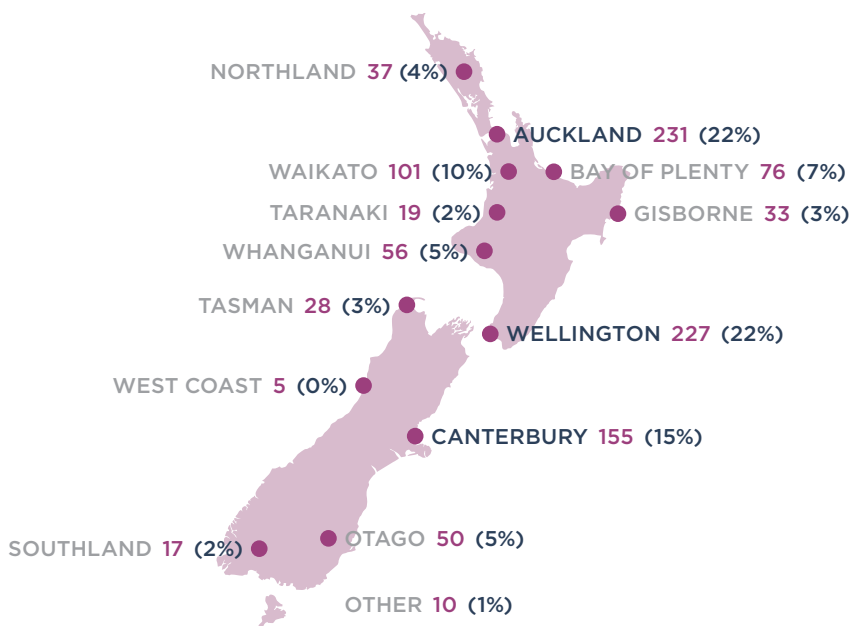 NORTHLAND 37 (4%)
AUCKLAND 231 (22%)
WAIKATO 101 (10%)
BAY OF PLENTY 76 (7%)
TARANAKI 19 (2%)
GISBORNE 33 (3%)
WHANGANUI 56 (5%)
TASMAN 28 (3%)
WELLINGTON 227 (22%)
WEST COAST 5 (0%)
CANTERBURY 155 (15%)
OTAGO 50 (5%)
SOUTHLAND 17 (2%)
OTHER 10 (1%)